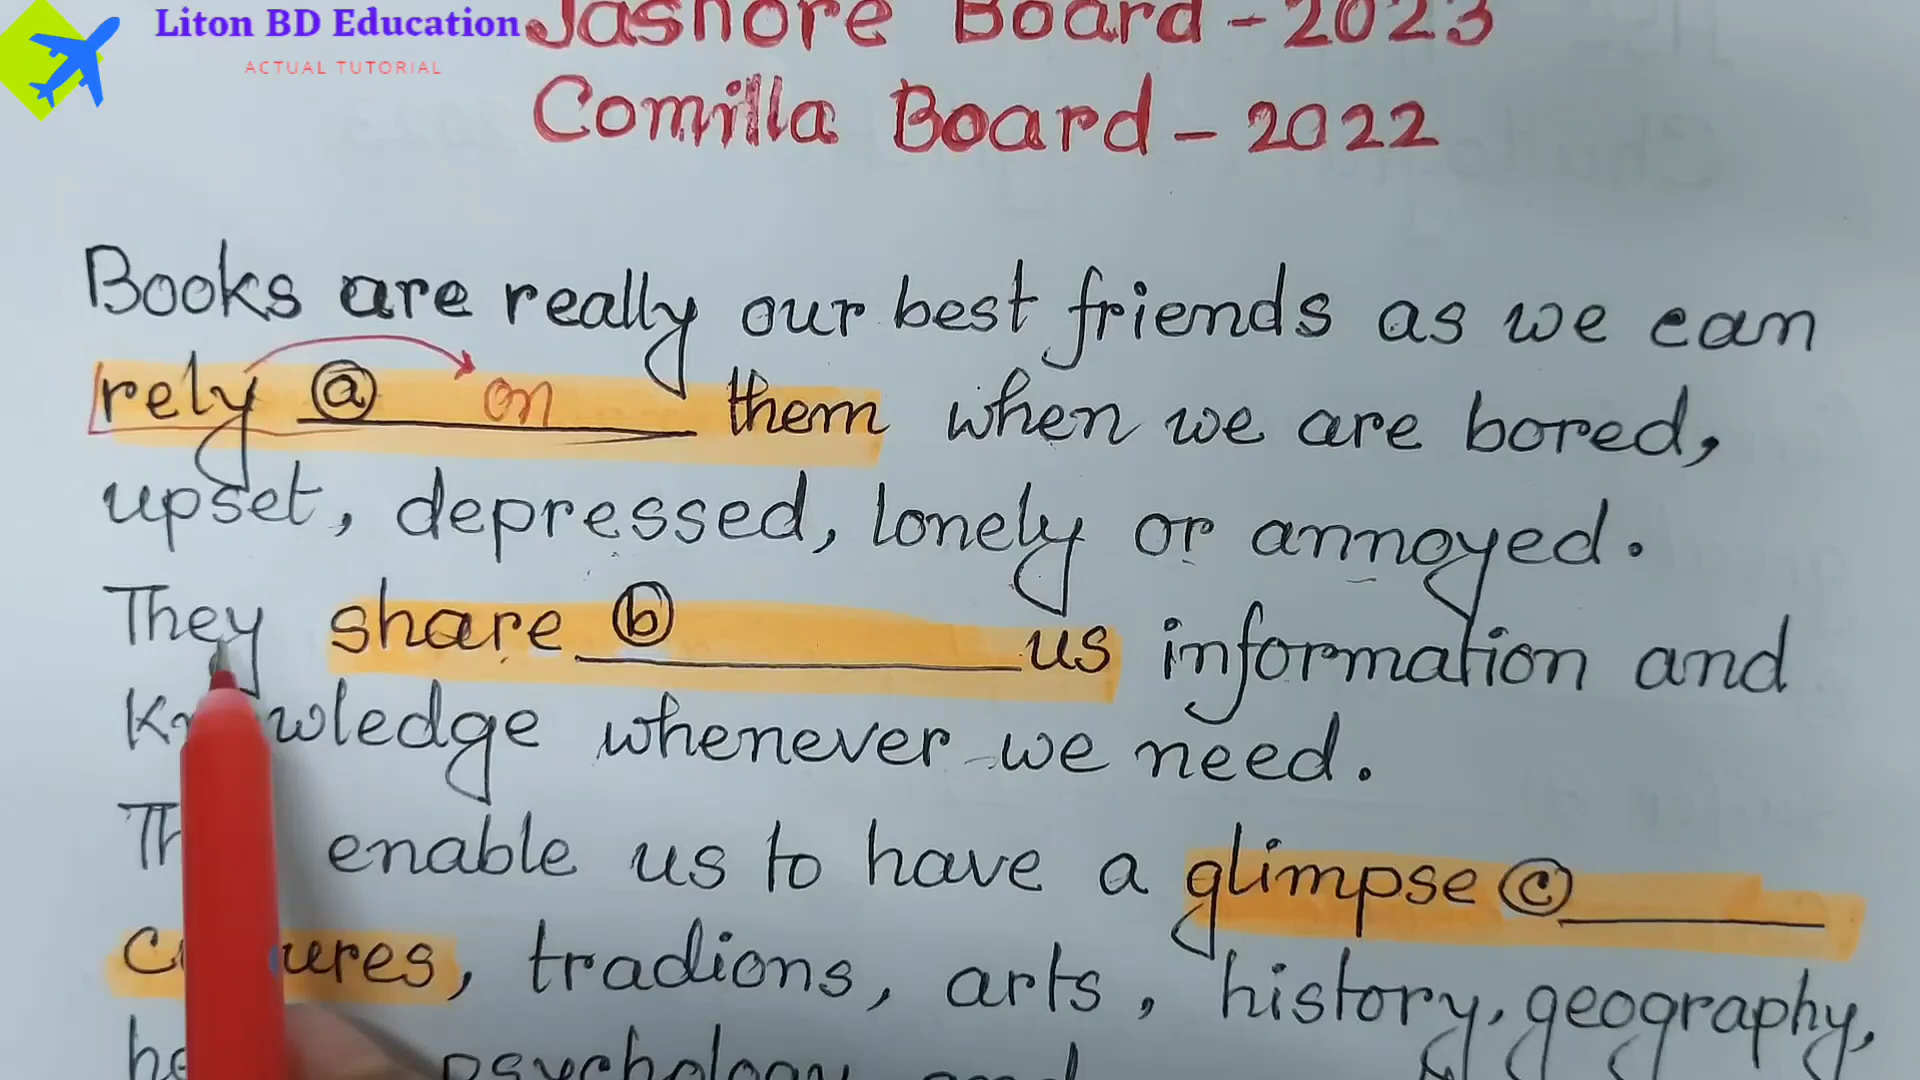 Liton BD Education
ACTUAL TUTORIAL
Jashore Board - 2023
Comilla Board - 2022
Books are really our best friends as we can
rely ⓐ on them when we are bored,
upset, depressed, lonely or annoyed.
They share ⓑ us information and
whenever we need.
enable us to have a glimpse ⓒ
tradions, arts, history, geography,
psychology and